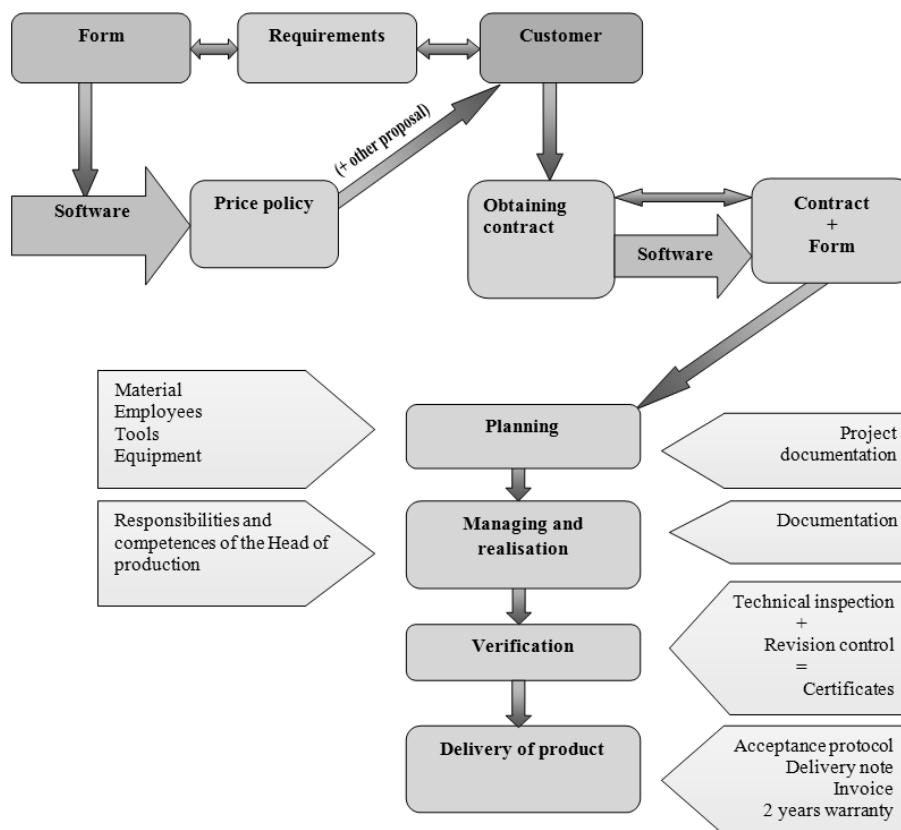 Form
Requirements
Customer
(+ other proposal)
Software
Price policy
Obtaining
contract
Software
Contract
+
Form
Material
Employees
Tools
Equipment
Planning
Project
documentation
Responsibilities and
competences of the Head of
production
Managing and
realisation
Documentation
Verification
Technical inspection
+
Revision control
=
Certificates
Delivery of product
Acceptance protocol
Delivery note
Invoice
2 years warranty